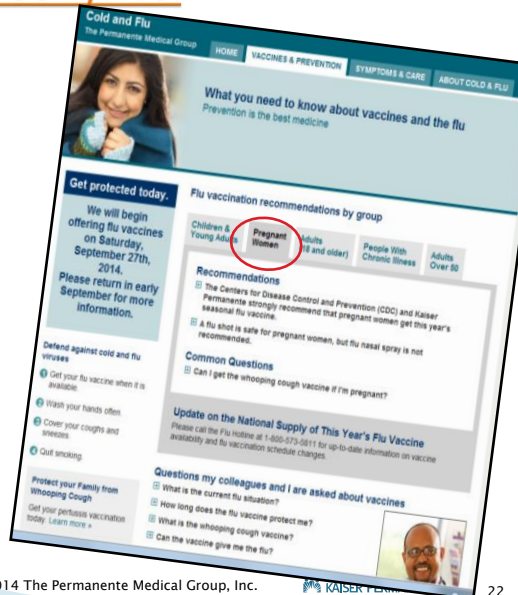 Cold and Flu
The Permanente Medical Group
HOME
VACCINES & PREVENTION
SYMPTOMS & CARE
ABOUT COLD & FLU
What you need to know about vaccines and the flu
Prevention is the best medicine
Get protected today.
We will begin
offering flu vaccines
on Saturday,
September 27th,
2014.
Please return in early
September for more
information.
Defend against cold and flu
viruses
1 Get your flu vaccine when it is
available.
2 Wash your hands often.
3 Cover your coughs and
sneezes
4 Quit smoking.
Protect your Family from
Whooping Cough
Get your pertussis vaccination
today. Learn more »
Flu vaccination recommendations by group
Children &
Young Adults
Pregnant
Women
Adults
(18 and older)
People With
Chronic Illness
Adults
Over 50
Recommendations
The Centers for Disease Control and Prevention (CDC) and Kaiser
Permanente strongly recommend that pregnant women get this year's
seasonal flu vaccine.
A flu shot is safe for pregnant women, but flu nasal spray is not
recommended.
Common Questions
Can I get the whooping cough vaccine if I'm pregnant?
Update on the National Supply of This Year's Flu Vaccine
Please call the Flu Hotline at 1-800-573-5811 for up-to-date information on vaccine
availability and flu vaccination schedule changes.
Questions my colleagues and I are asked about vaccines
What is the current flu situation?
How long does the flu vaccine protect me?
What is the whooping cough vaccine?
Can the vaccine give me the flu?
14 The Permanente Medical Group, Inc.
KAISER
22